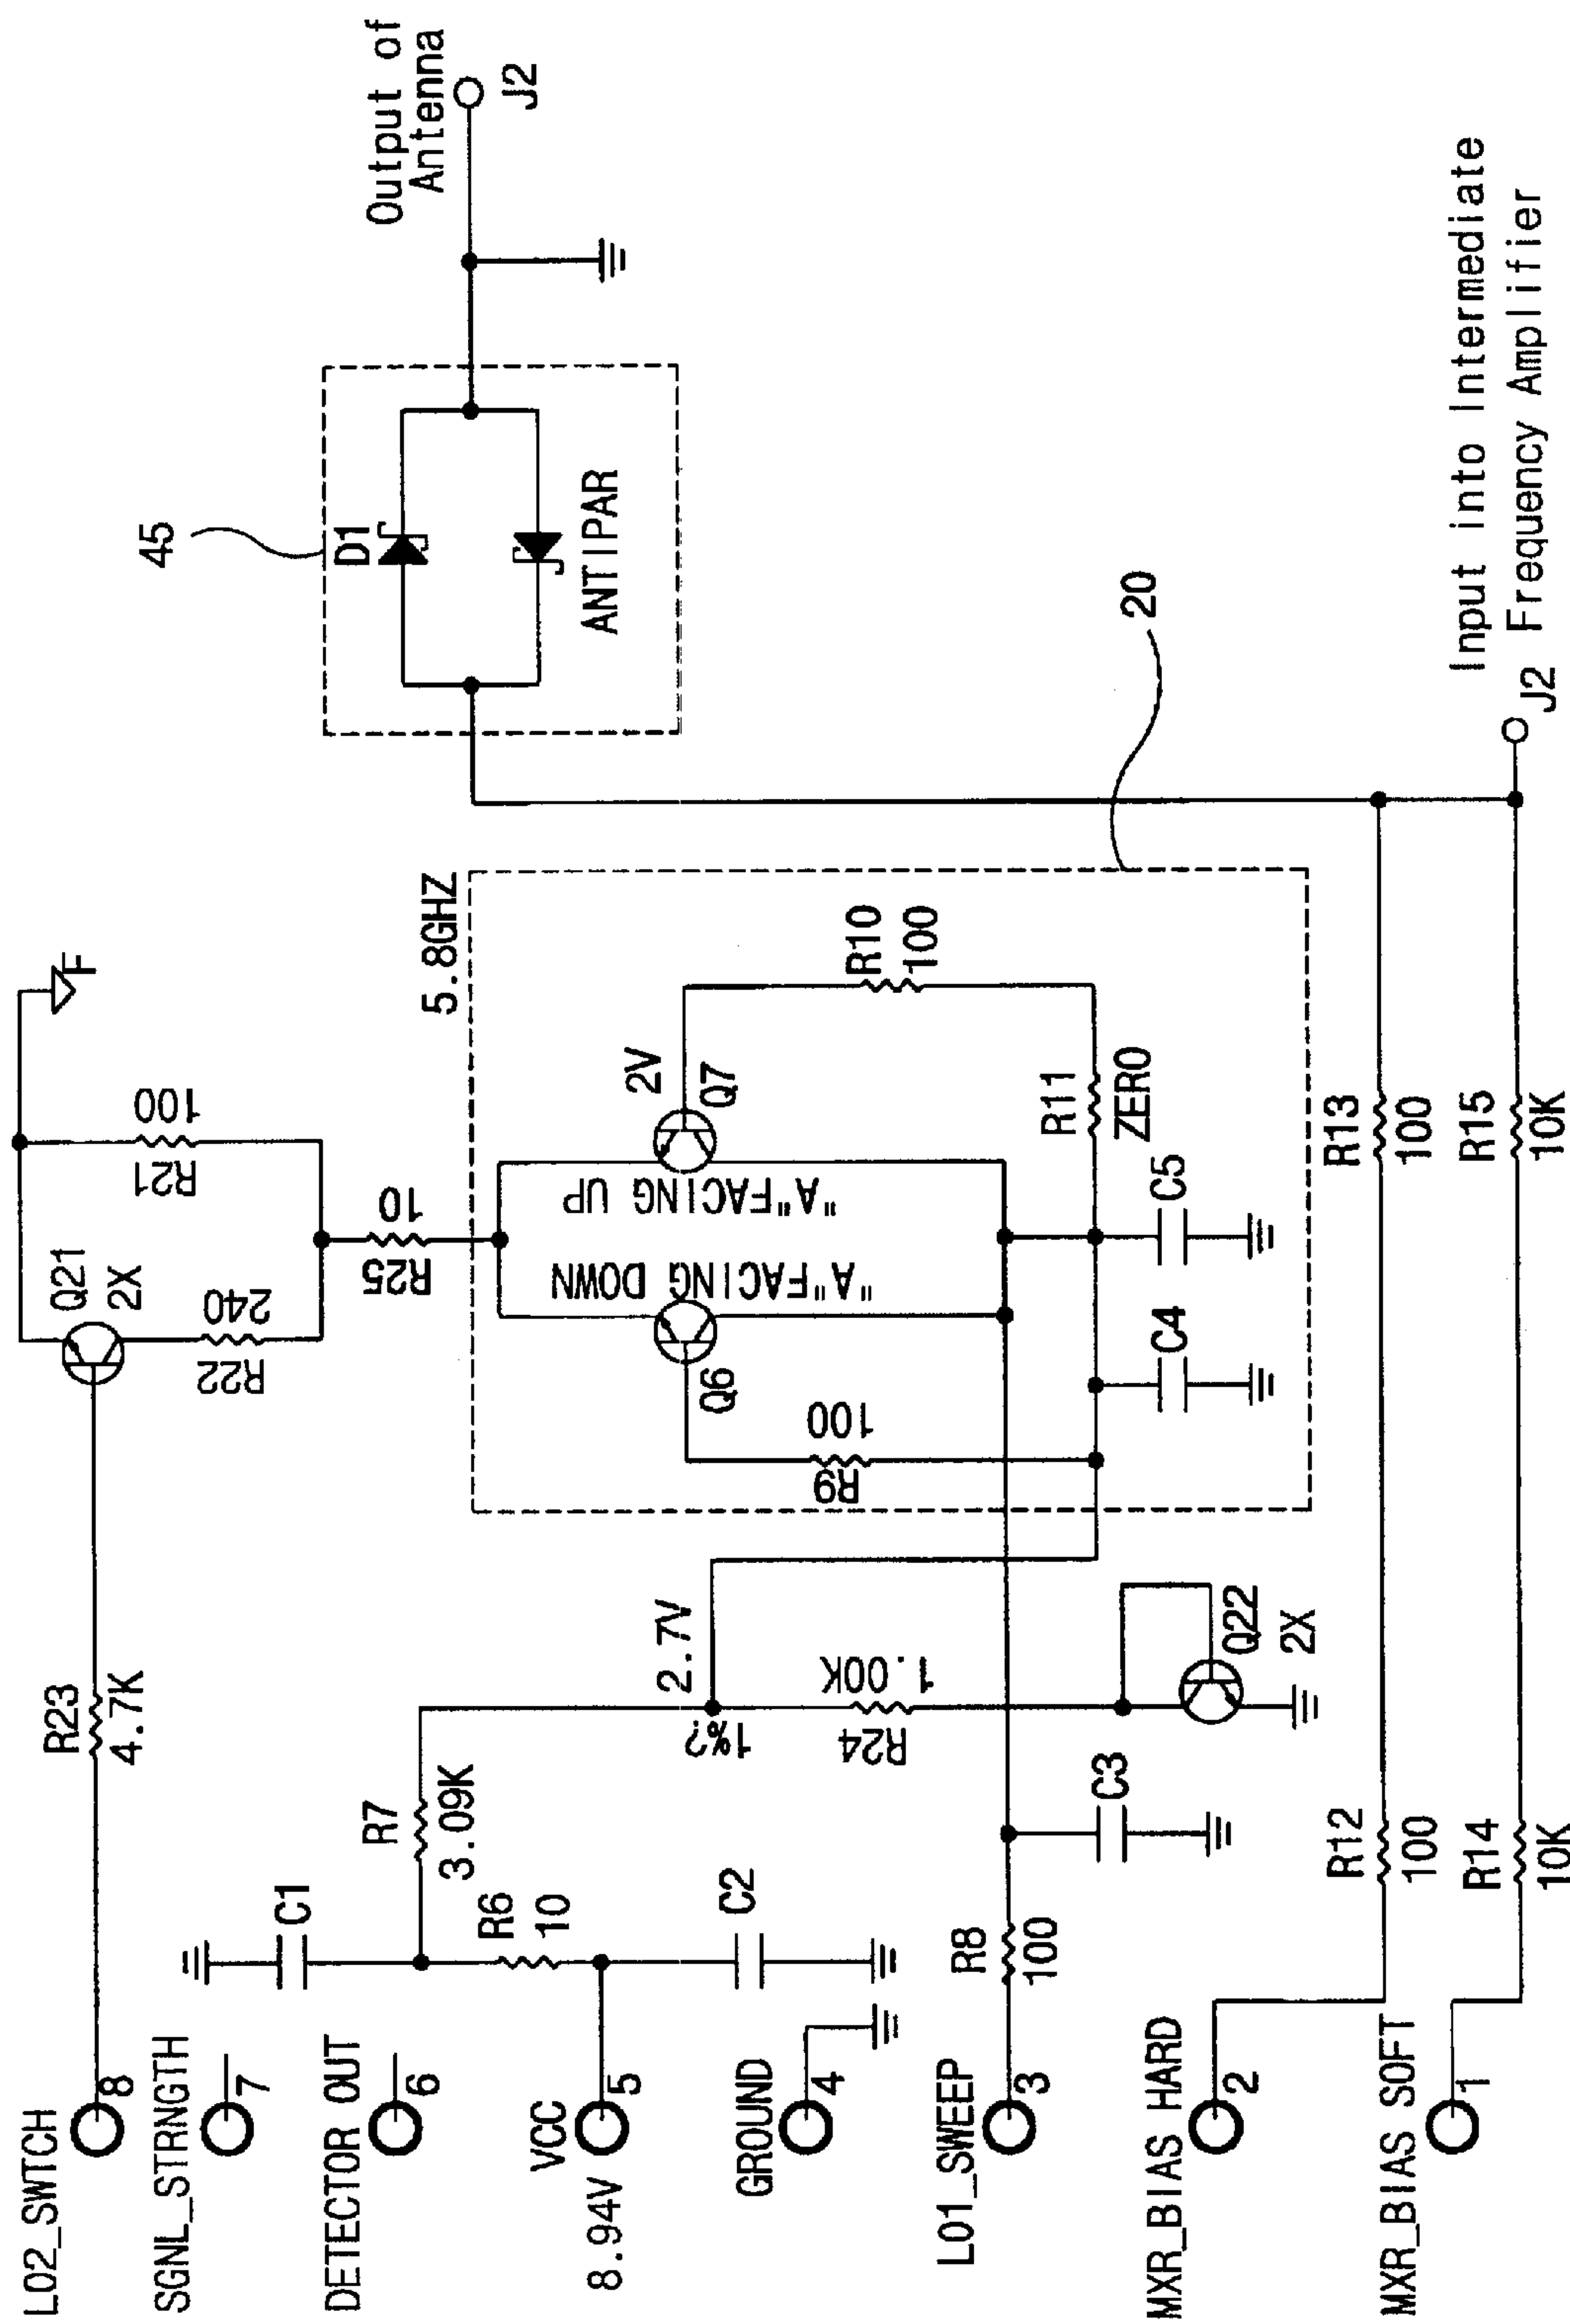 LO2_SWTCH
8
SGNL_STRNGTH
7
DETECTOR OUT
6
VCC
8.94V
5
GROUND
4
LO1_SWEEP
3
MXR_BIAS HARD
2
MXR_BIAS SOFT
1
R23
4.7K
C1
R7
3.09K
R6
10
C2
R8
100
C3
2.7V
1%?
R24
1.00K
Q22
2X
R12
100
R14
10K
Q21
2X
R22
240
R21
100
F
R25
10
5.8GHZ
Q6
"A"FACING DOWN
"A"FACING UP
2V
Q7
R9
100
R10
100
R11
ZERO
C4
C5
20
R13
100
R15
10K
45
D1
ANTIPAR
Output of
Antenna
J2
Input into Intermediate
J2 Frequency Amplifier